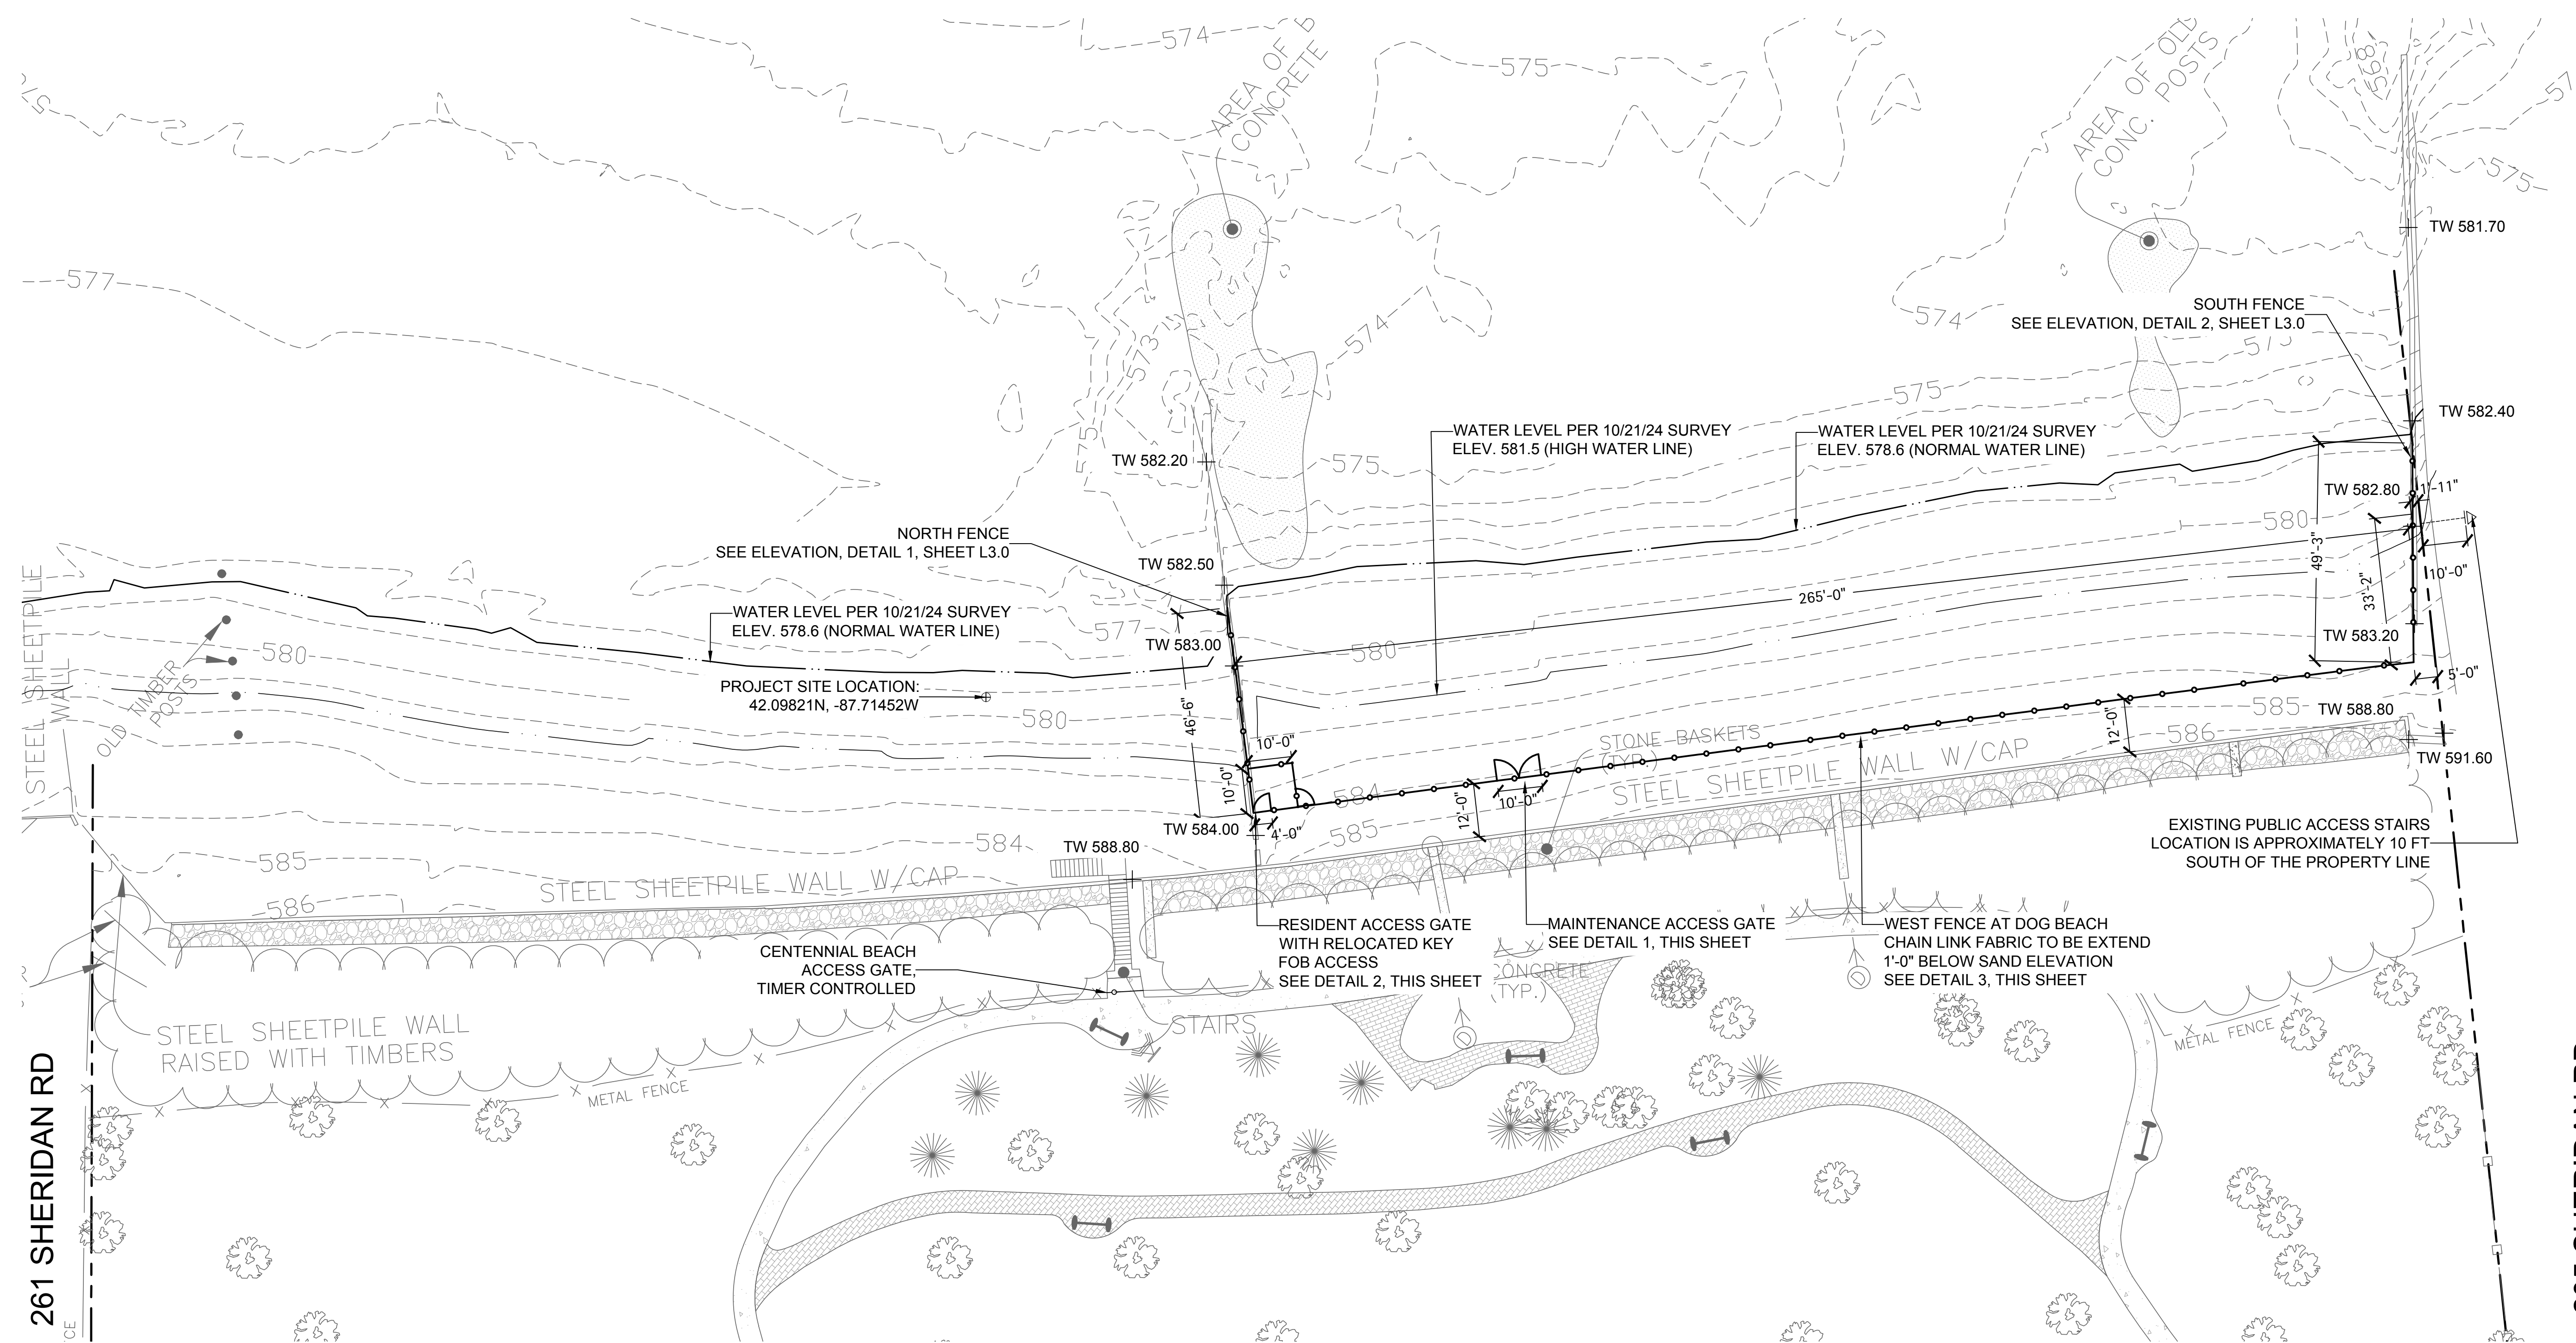 574
575
568
AREA OF
CONCRETE
AREA OF OLD
CONC. POSTS
575
577
TW 581.70
574
574
573
SOUTH FENCE
SEE ELEVATION, DETAIL 2, SHEET L3.0
575
575
TW 582.40
WATER LEVEL PER 10/21/24 SURVEY
ELEV. 581.5 (HIGH WATER LINE)
WATER LEVEL PER 10/21/24 SURVEY
ELEV. 578.6 (NORMAL WATER LINE)
575
575
TW 582.20
TW 582.80
1'-11"
580
NORTH FENCE
SEE ELEVATION, DETAIL 1, SHEET L3.0
49'-3"
10'-0"
33'-2"
TW 582.50
265'-0"
STEEL SHEETPILE
WALL
WATER LEVEL PER 10/21/24 SURVEY
ELEV. 578.6 (NORMAL WATER LINE)
577
TW 583.00
TW 583.20
580
580
OLD TIMBER
POSTS
PROJECT SITE LOCATION:
42.09821N, -87.71452W
580
46'-6"
5'-0"
585
TW 588.80
10'-0"
STONE BASKETS
(TYP.)
12'-0"
586
STEEL SHEETPILE WALL W/CAP
TW 591.60
10'-0"
584
10'-0"
12'-0"
TW 584.00
4'-0"
585
584
TW 588.80
585
EXISTING PUBLIC ACCESS STAIRS
LOCATION IS APPROXIMATELY 10 FT
SOUTH OF THE PROPERTY LINE
STEEL SHEETPILE WALL W/CAP
586
RESIDENT ACCESS GATE
WITH RELOCATED KEY
FOB ACCESS
SEE DETAIL 2, THIS SHEET
MAINTENANCE ACCESS GATE
SEE DETAIL 1, THIS SHEET
WEST FENCE AT DOG BEACH
CHAIN LINK FABRIC TO BE EXTEND
1'-0" BELOW SAND ELEVATION
SEE DETAIL 3, THIS SHEET
CENTENNIAL BEACH
ACCESS GATE,
TIMER CONTROLLED
CONCRETE
(TYP.)
D
D
STEEL SHEETPILE WALL
RAISED WITH TIMBERS
STAIRS
METAL FENCE
METAL FENCE
261 SHERIDAN RD